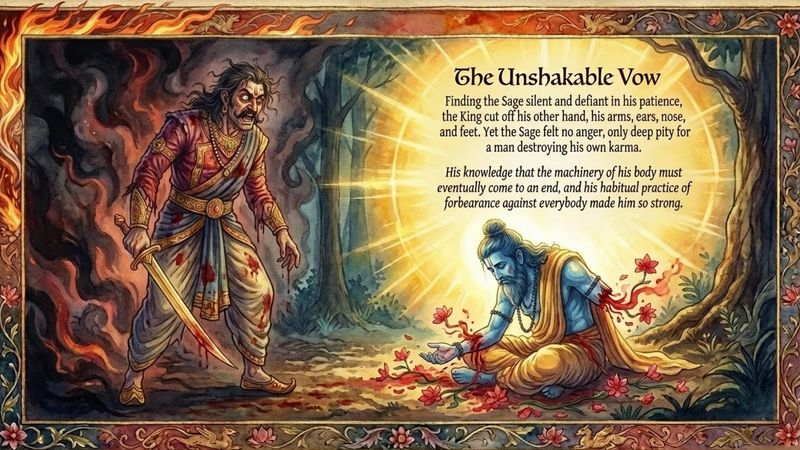 The Unshakable Vow
Finding the Sage silent and defiant in his patience,
the King cut off his other hand, his arms, ears, nose,
and feet. Yet the Sage felt no anger, only deep pity for
a man destroying his own karma.
His knowledge that the machinery of his body must
eventually come to an end, and his habitual practice of
forbearance against everybody made him so strong.